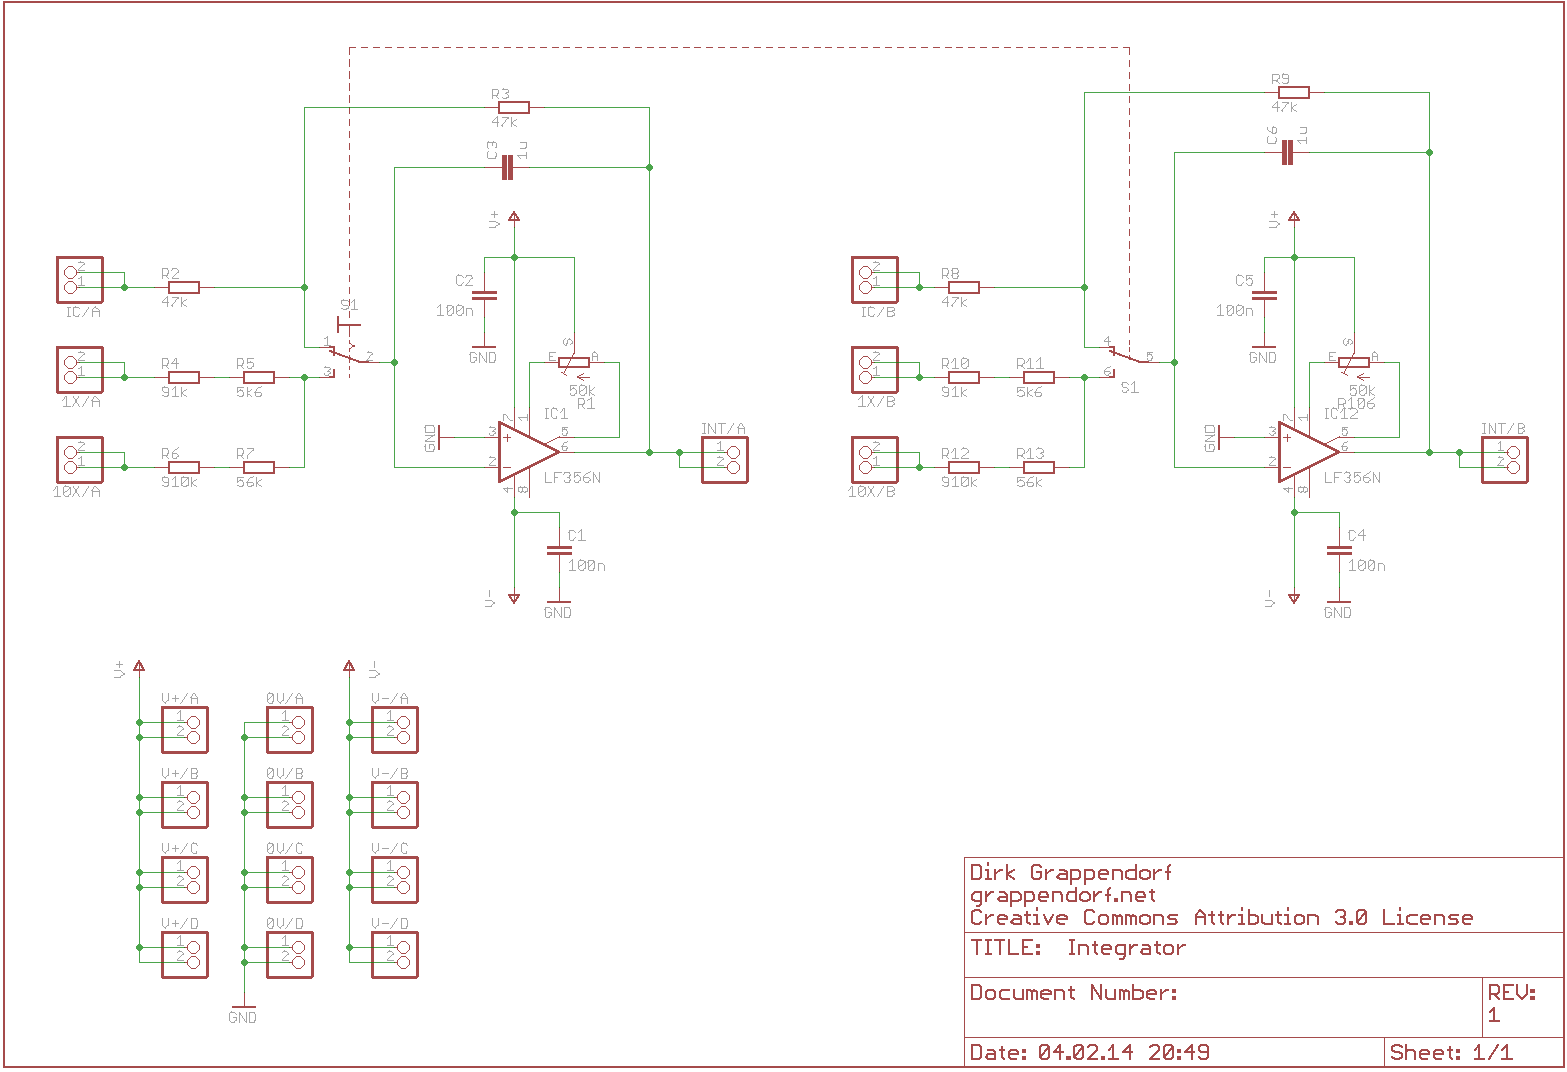 R3
47k
C3
1u
V+
2
1
IC/A
R2
47k
C2
100n
GND
S1
1
2
3
2
1
1X/A
R4
91k
R5
5k6
E
S
A
50k
R1
IC1
7
1
GND
3
+
5
6
2
-
4
8
LF356N
2
1
10X/A
R6
910k
R7
56k
INT/A
1
2
C1
100n
V-
GND
R9
47k
C6
1u
V+
2
1
IC/B
R8
47k
C5
100n
GND
4
5
6
S1
2
1
1X/B
R10
91k
R11
5k6
E
S
A
50k
R106
IC12
7
1
GND
3
+
5
6
2
-
4
8
LF356N
2
1
10X/B
R12
910k
R13
56k
INT/B
1
2
C4
100n
V-
GND
V+
V-
V+/A
1
2
0V/A
1
2
V-/A
1
2
V+/B
1
2
0V/B
1
2
V-/B
1
2
V+/C
1
2
0V/C
1
2
V-/C
1
2
V+/D
1
2
0V/D
1
2
V-/D
1
2
GND
Dirk Grappendorf
grappendorf.net
Creative Commons Attribution 3.0 License
TITLE: Integrator
Document Number:
REV:
1
Date: 04.02.14 20:49
Sheet: 1/1